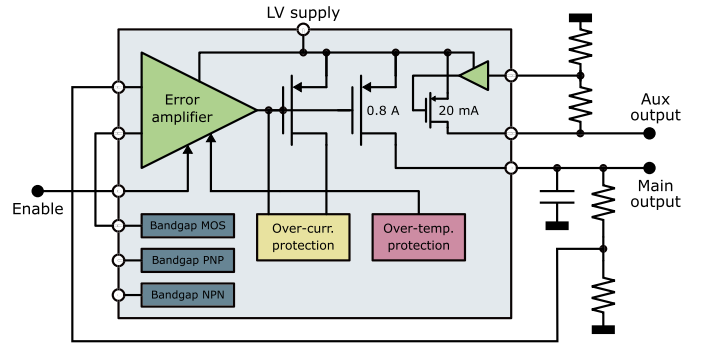 LV supply
Error
amplifier
0.8 A
20 mA
Aux
output
Main
output
Enable
Bandgap MOS
Bandgap PNP
Bandgap NPN
Over-curr.
protection
Over-temp.
protection